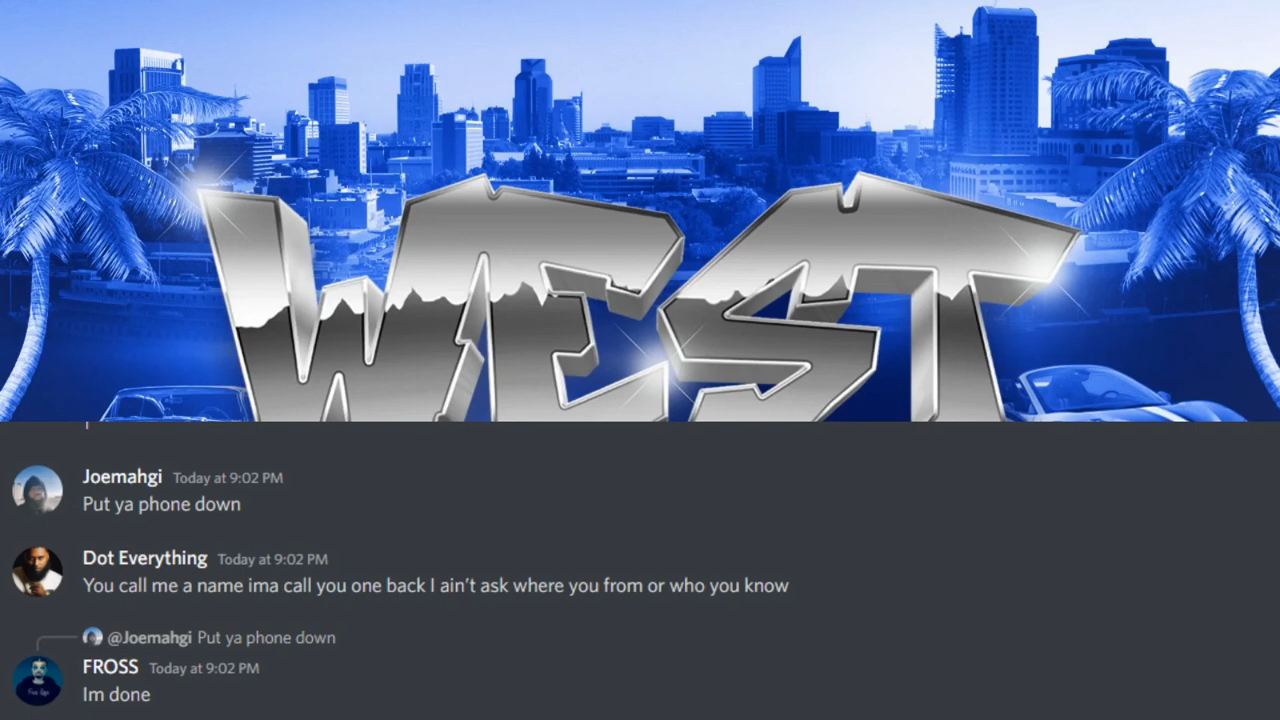 WEST
Joemahgi Today at 9:02 PM
Put ya phone down
Dot Everything Today at 9:02 PM
You call me a name ima call you one back I ain't ask where you from or who you know
@Joemahgi Put ya phone down
FROSS Today at 9:02 PM
Im done